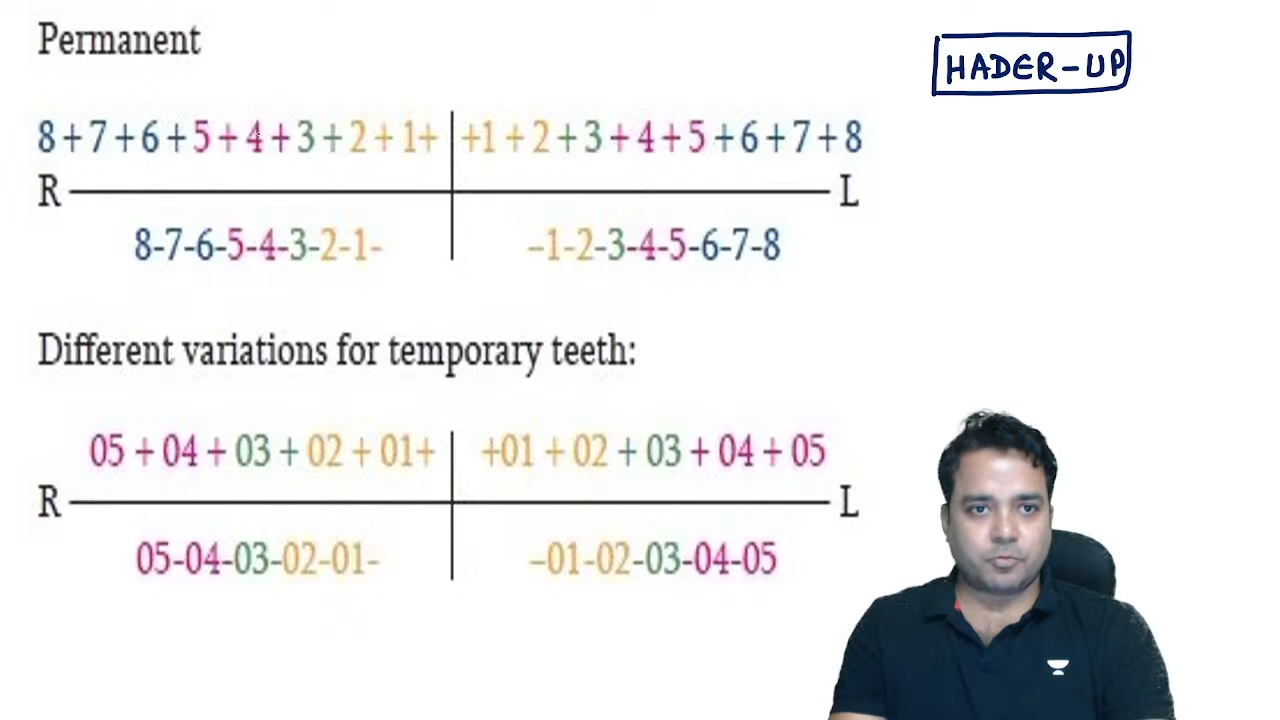 Permanent
HADER-UP
8+7+6+5+4+3+2+1+ +1+2+3+4+5+6+7+8
R L
8-7-6-5-4-3-2-1- –1-2-3-4-5-6-7-8
Different variations for temporary teeth:
05+04+03+02+01+ +01+02+03+04+05
R L
05-04-03-02-01- –01-02-03-04-05